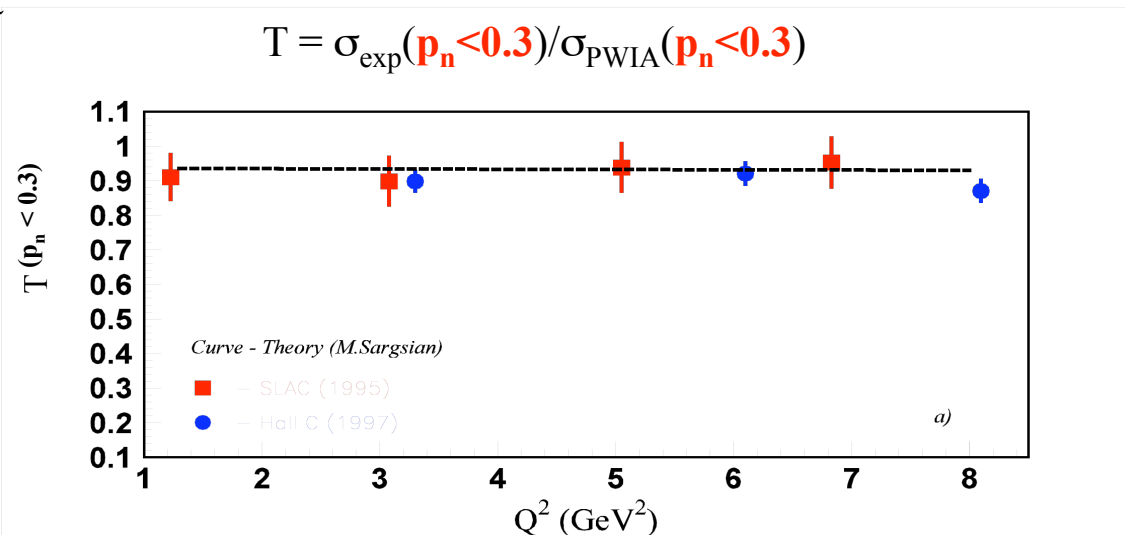 T = σexp(pn<0.3)/σPWIA(pn<0.3)
1.1
1
0.9
0.8
0.7
0.6
0.5
0.4
0.3
0.2
0.1
T (pn < 0.3)
Curve - Theory (M.Sargsian)
– SLAC (1995)
– Hall C (1997)
a)
1 2 3 4 5 6 7 8
Q2 (GeV2)